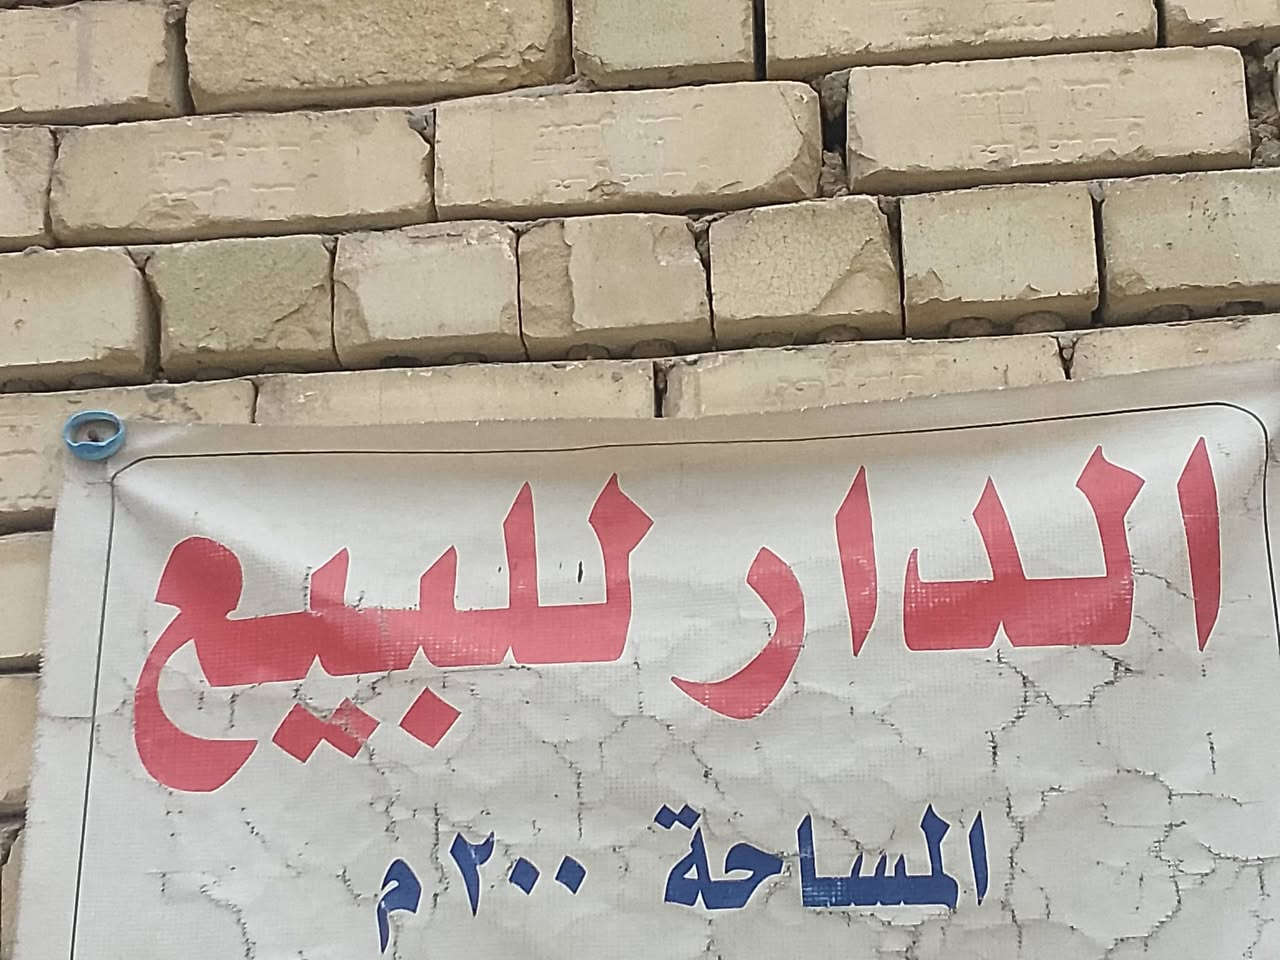 الدار للبيع
المساحة ٢٠٠م